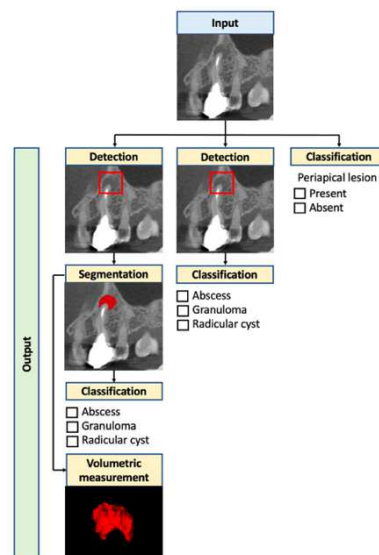 Input
Detection
Detection
Classification
Periapical lesion
Present
Absent
Segmentation
Classification
Abscess
Granuloma
Radicular cyst
Classification
Abscess
Granuloma
Radicular cyst
Volumetric
measurement
Output